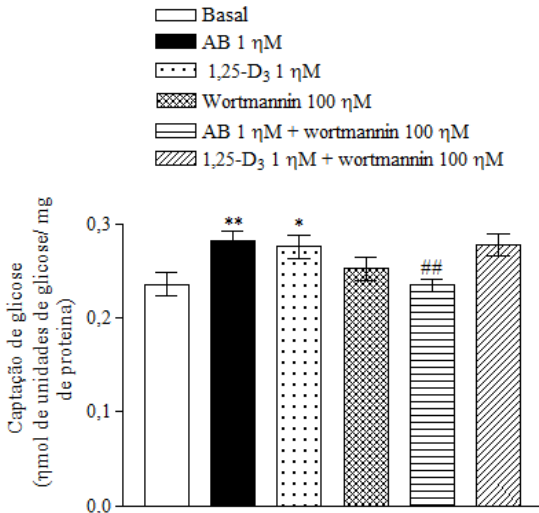 Basal
AB 1 ηM
1,25-D₃ 1 ηM
Wortmannin 100 ηM
AB 1 ηM + wortmannin 100 ηM
1,25-D₃ 1 ηM + wortmannin 100 ηM
Captação de glicose
(ηmol de unidades de glicose/ mg
de proteina)
0,3
0,2
0,1
0,0
**
*
##